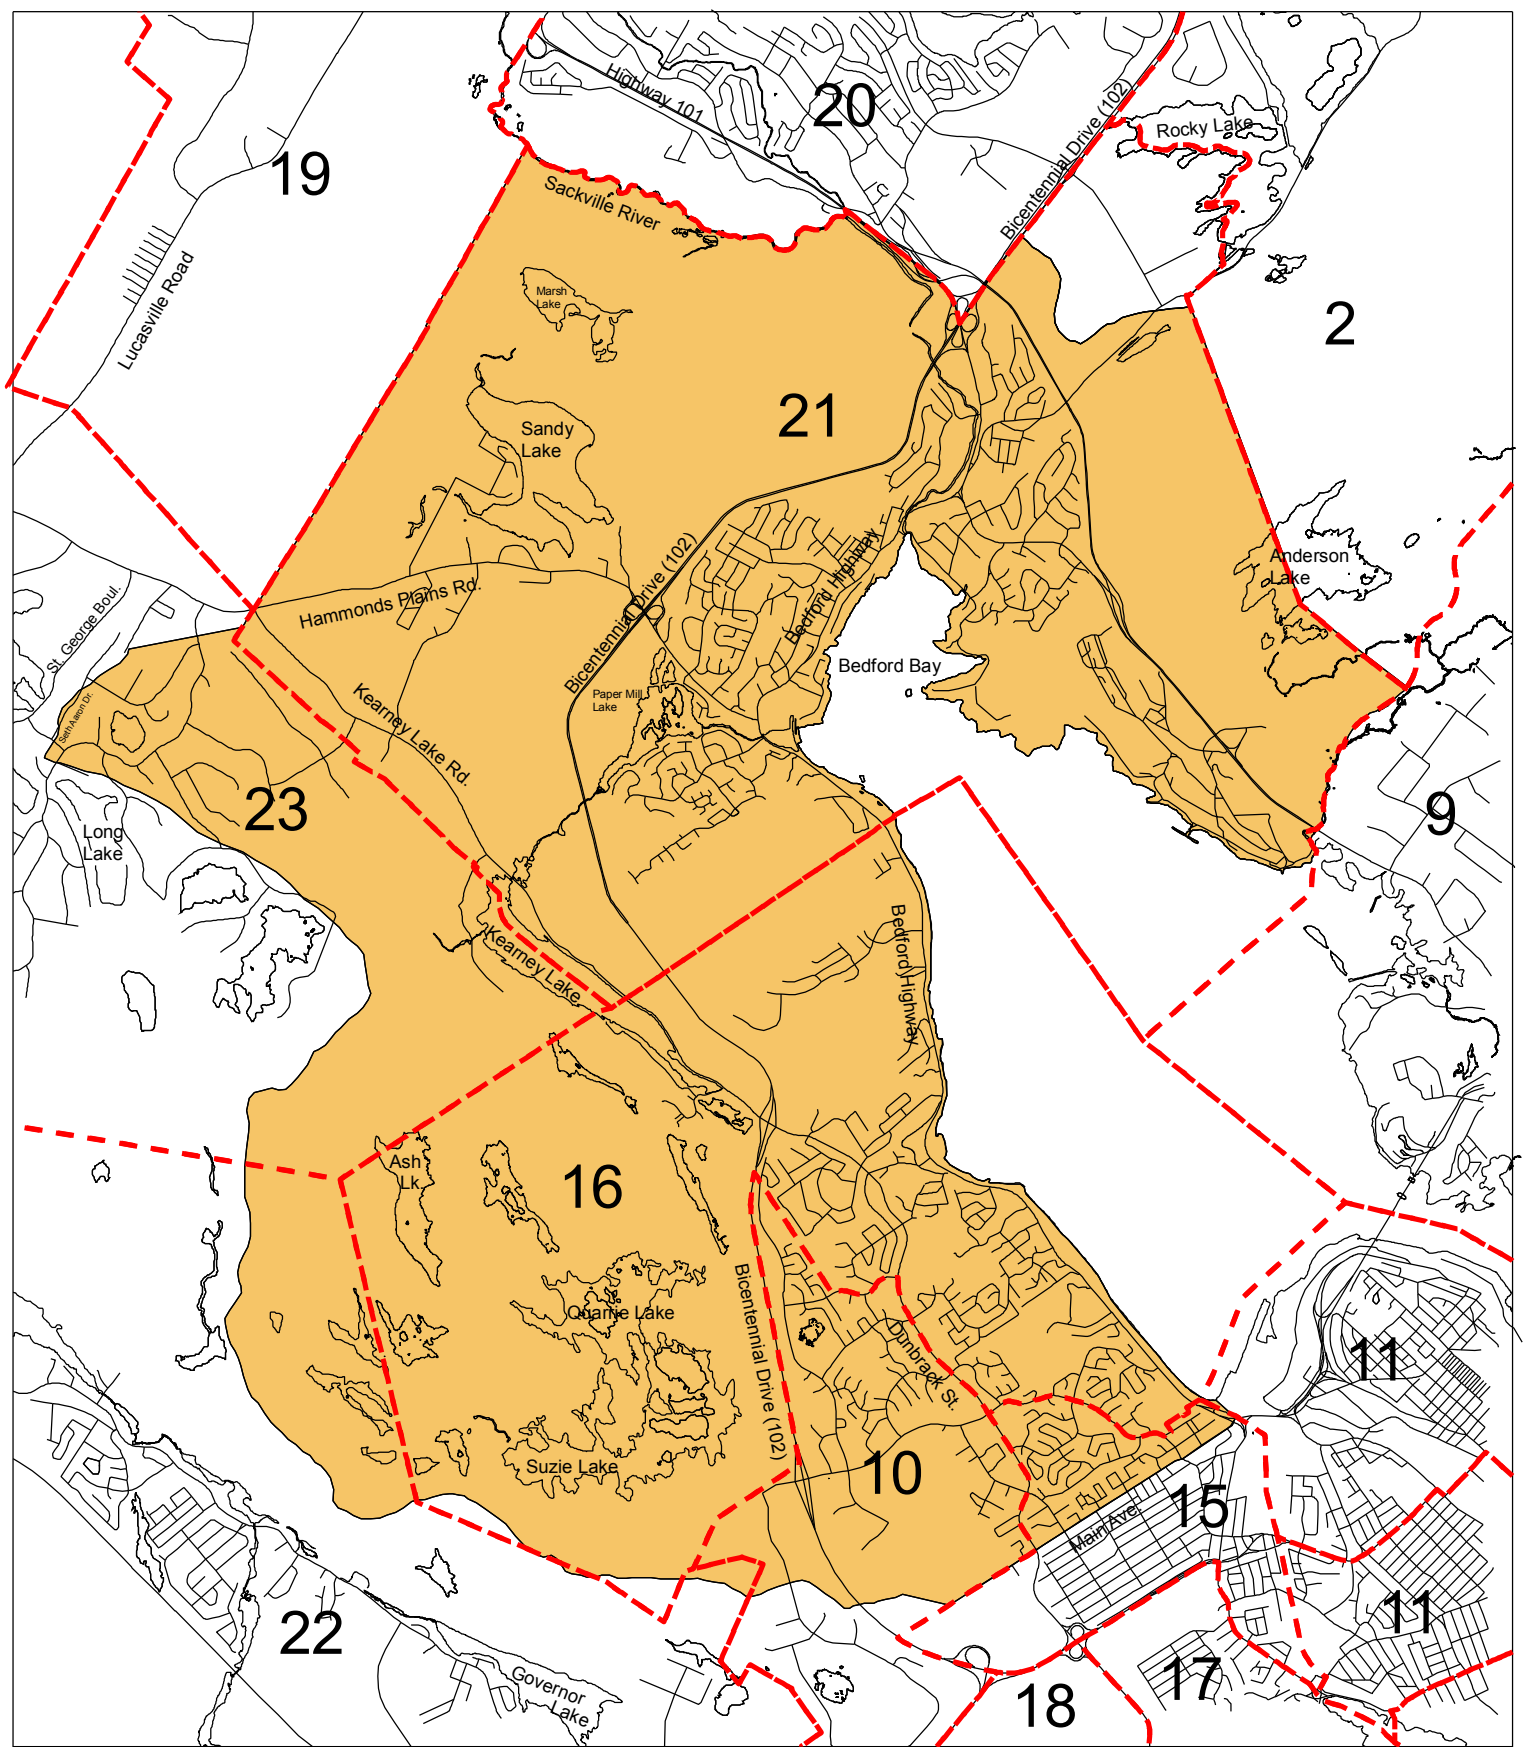 20
Highway 101
Bicentennial Drive (102)
Rocky Lake
19
Sackville River
Lucasville Road
Marsh
Lake
2
21
Sandy
Lake
Anderson
Lake
Bicentennial Drive (102)
Bedford Highway
Hammonds Plains Rd.
St. George Boul.
Bedford Bay
Seth Aaron Dr.
Kearney Lake Rd.
Paper Mill
Lake
23
9
Long
Lake
Bedford Highway
Kearney Lake
Ash
Lk.
16
Bicentennial Drive (102)
Quarrie Lake
Dunbrack St.
11
Suzie Lake
10
15
Main Ave.
22
11
Governor
Lake
17
18